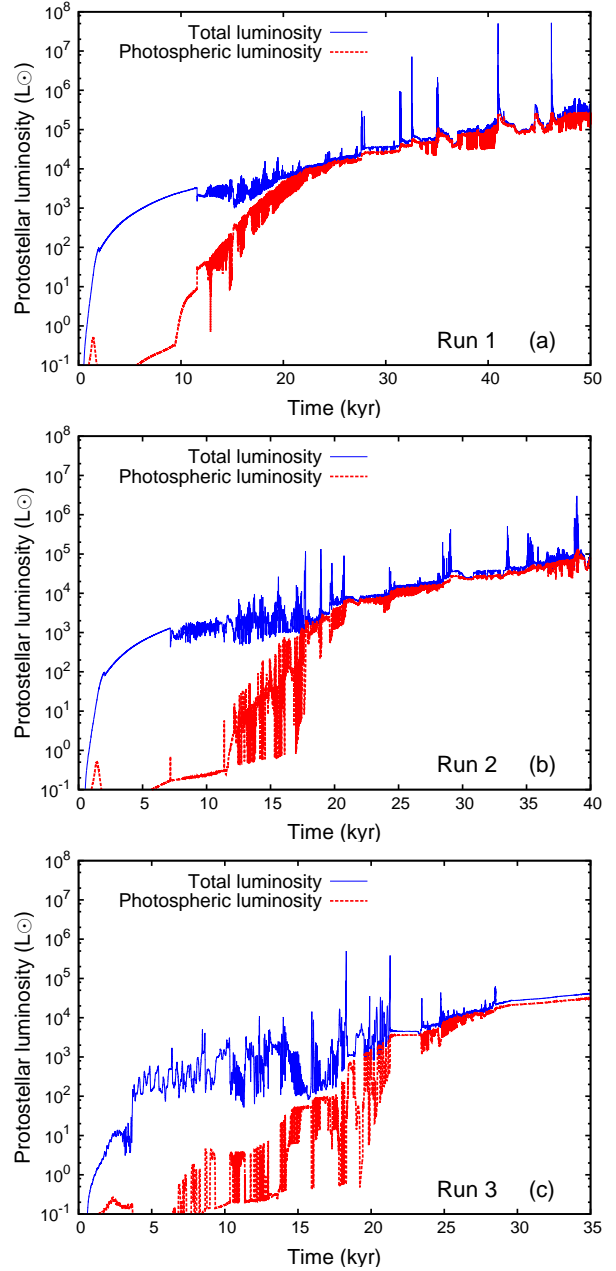 10^8
10^7
10^6
10^5
10^4
10^3
10^2
10^1
10^0
10^-1
Protostellar luminosity (L☉)
Total luminosity
Photospheric luminosity
Run 1 (a)
0 10 20 30 40 50
Time (kyr)
10^8
10^7
10^6
10^5
10^4
10^3
10^2
10^1
10^0
10^-1
Protostellar luminosity (L☉)
Total luminosity
Photospheric luminosity
Run 2 (b)
0 5 10 15 20 25 30 35 40
Time (kyr)
10^8
10^7
10^6
10^5
10^4
10^3
10^2
10^1
10^0
10^-1
Protostellar luminosity (L☉)
Total luminosity
Photospheric luminosity
Run 3 (c)
0 5 10 15 20 25 30 35
Time (kyr)